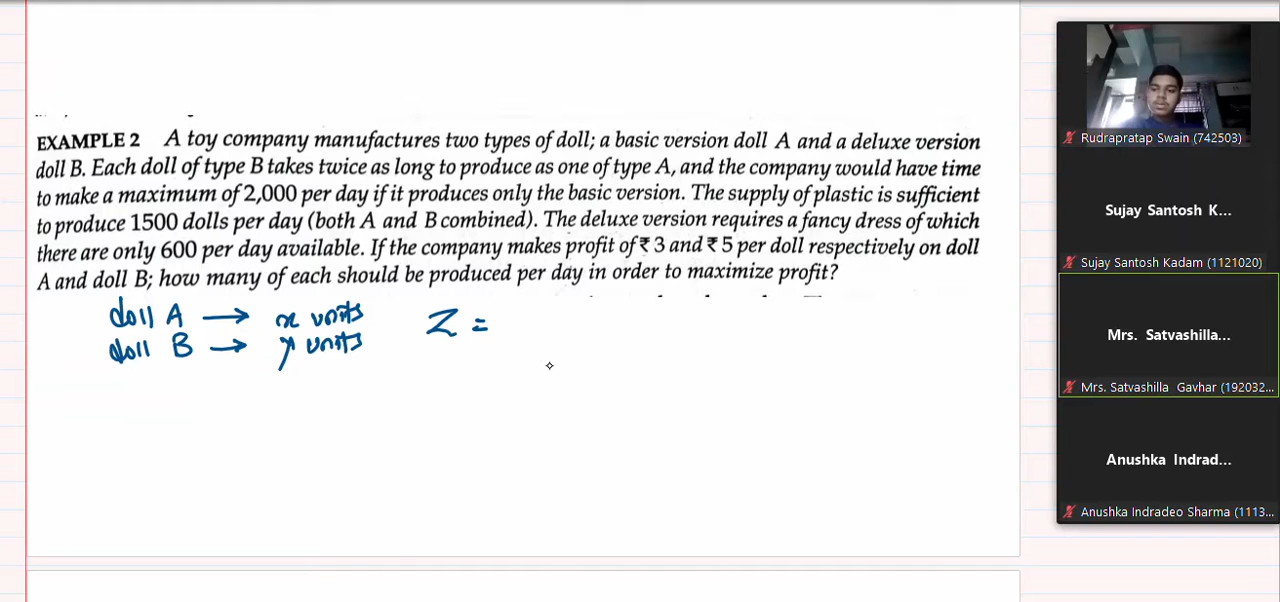 EXAMPLE 2 A toy company manufactures two types of doll; a basic version doll A and a deluxe version
doll B. Each doll of type B takes twice as long to produce as one of type A, and the company would have time
to make a maximum of 2,000 per day if it produces only the basic version. The supply of plastic is sufficient
to produce 1500 dolls per day (both A and B combined). The deluxe version requires a fancy dress of which
there are only 600 per day available. If the company makes profit of ₹ 3 and ₹ 5 per doll respectively on doll
A and doll B; how many of each should be produced per day in order to maximize profit?
doll A → x units Z =
doll B → y units
Rudrapratap Swain (742503)
Sujay Santosh K...
Sujay Santosh Kadam (1121020)
Mrs. Satvashilla...
Mrs. Satvashilla Gavhar (192032...
Anushka Indrad...
Anushka Indradeo Sharma (1113...